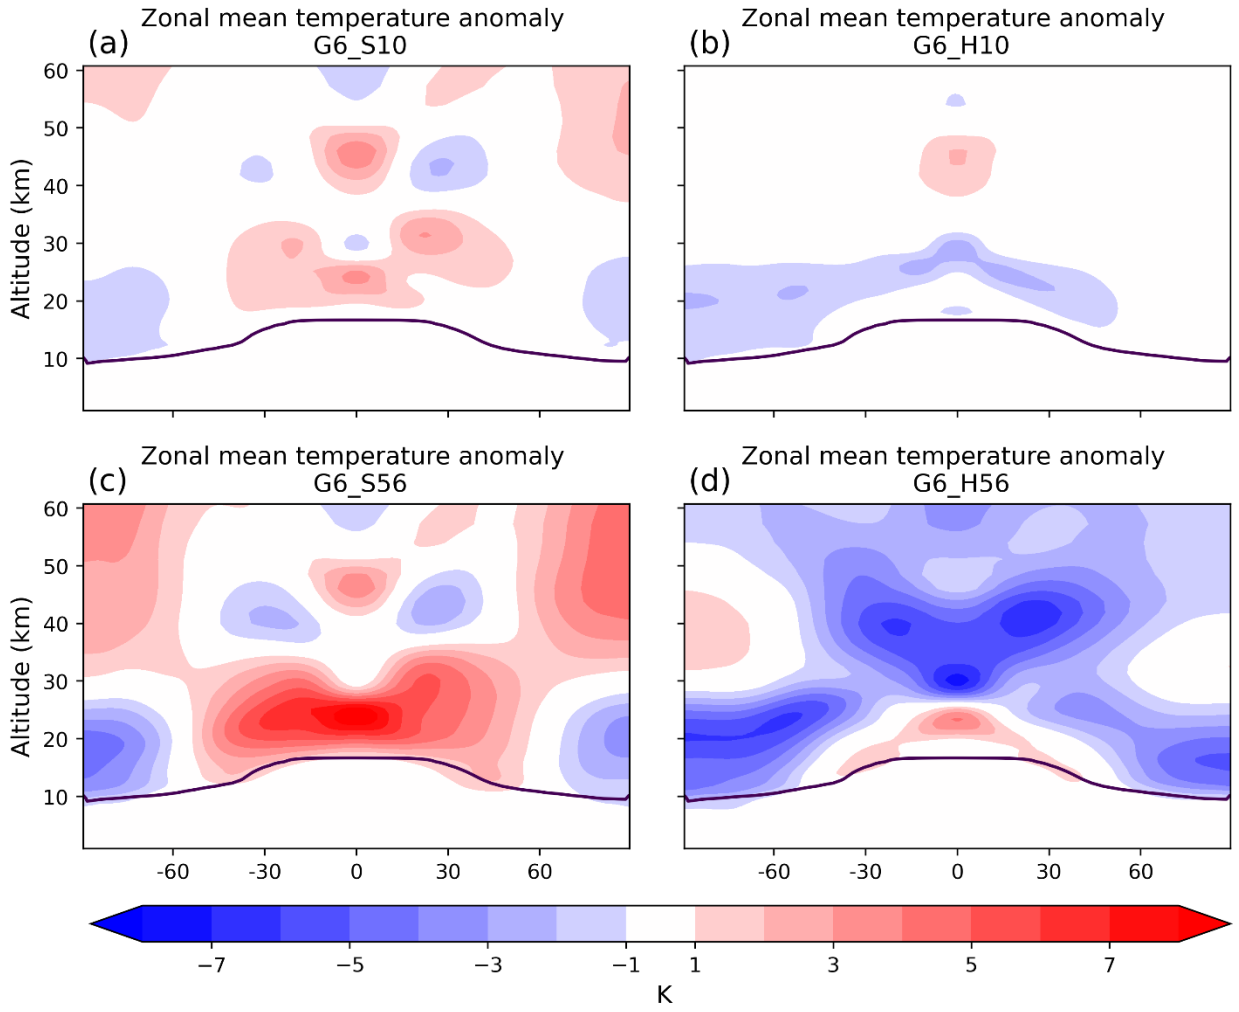 Zonal mean temperature anomaly
(a) G6_S10
Zonal mean temperature anomaly
(b) G6_H10
60
50
40
30
20
10
Altitude (km)
Zonal mean temperature anomaly
(c) G6_S56
Zonal mean temperature anomaly
(d) G6_H56
60
50
40
30
20
10
Altitude (km)
-60 -30 0 30 60
-60 -30 0 30 60
−7 −5 −3 −1 1 3 5 7
K